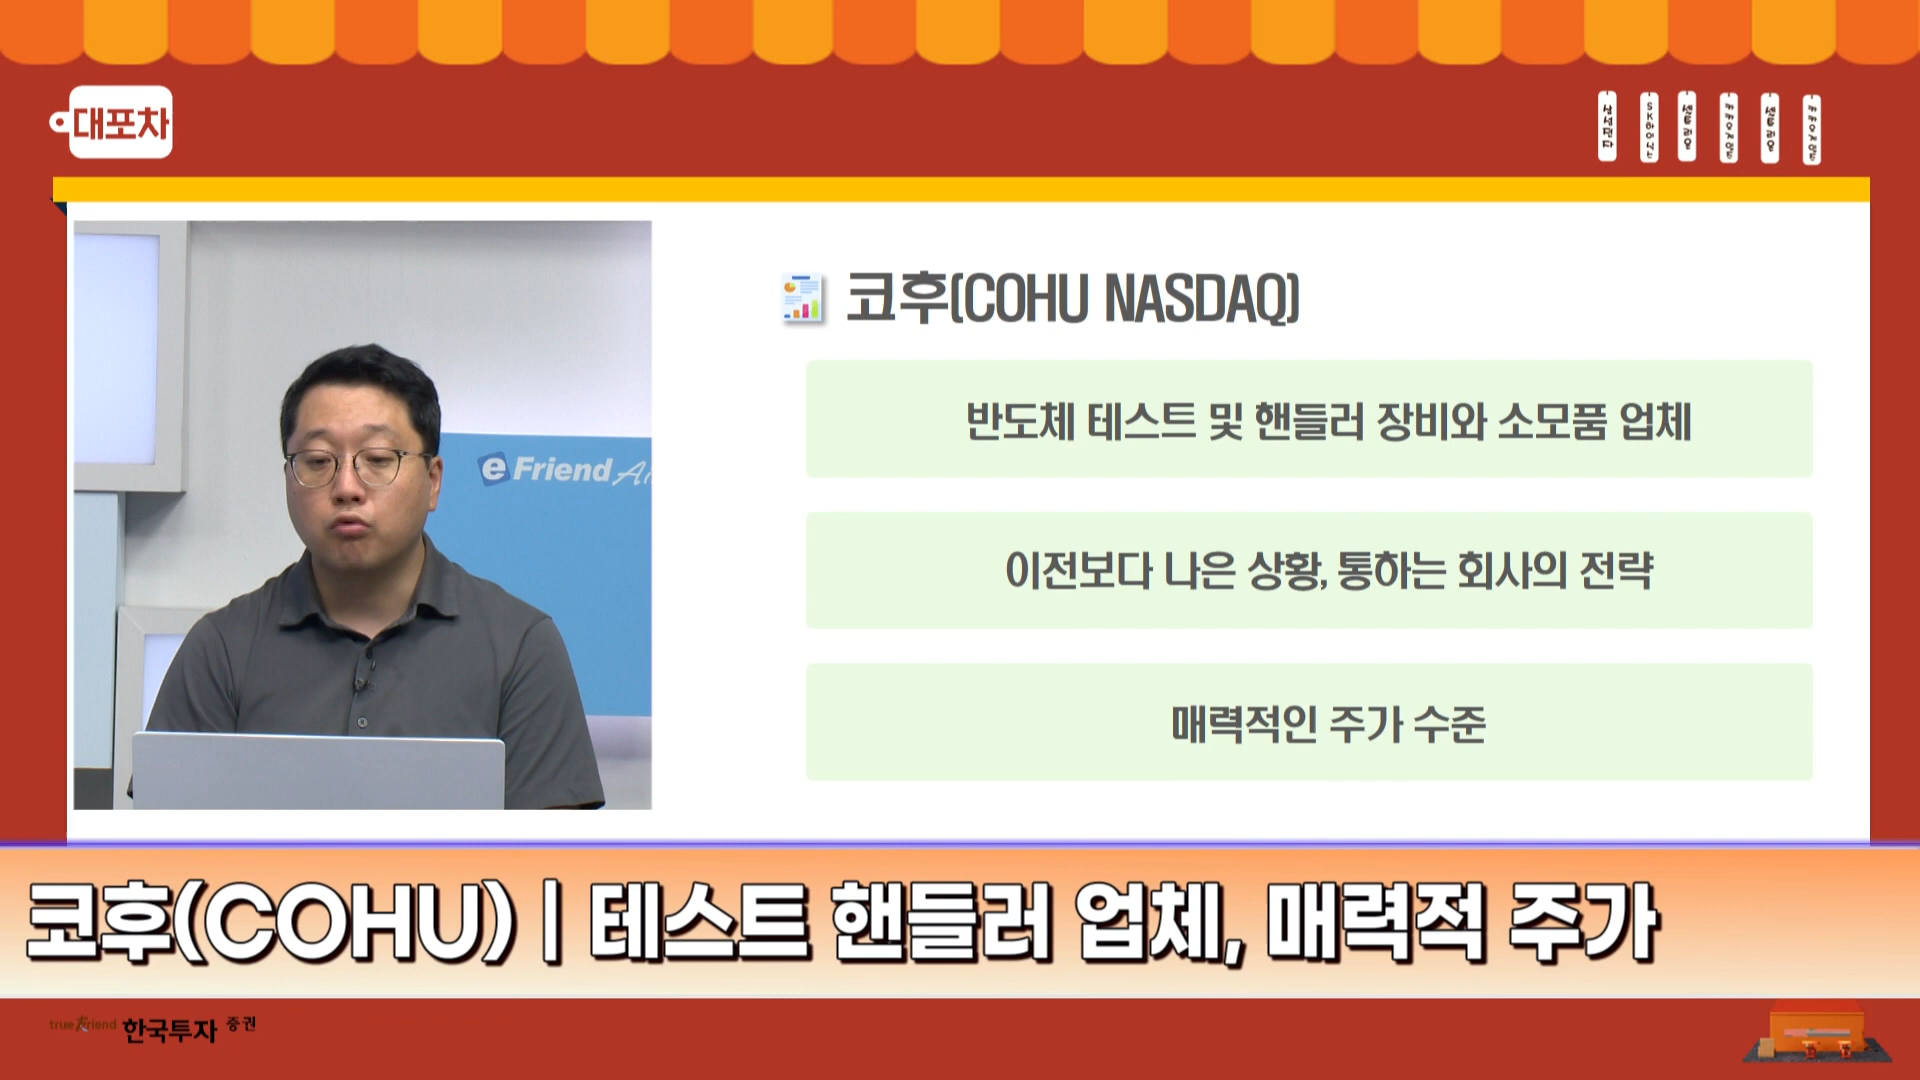 대포차
코후(COHU NASDAQ)
반도체 테스트 및 핸들러 장비와 소모품 업체
e Friend Air
이전보다 나은 상황, 통하는 회사의 전략
매력적인 주가 수준
코후(COHU) | 테스트 핸들러 업체, 매력적 주가
true Friend 한국투자 증권